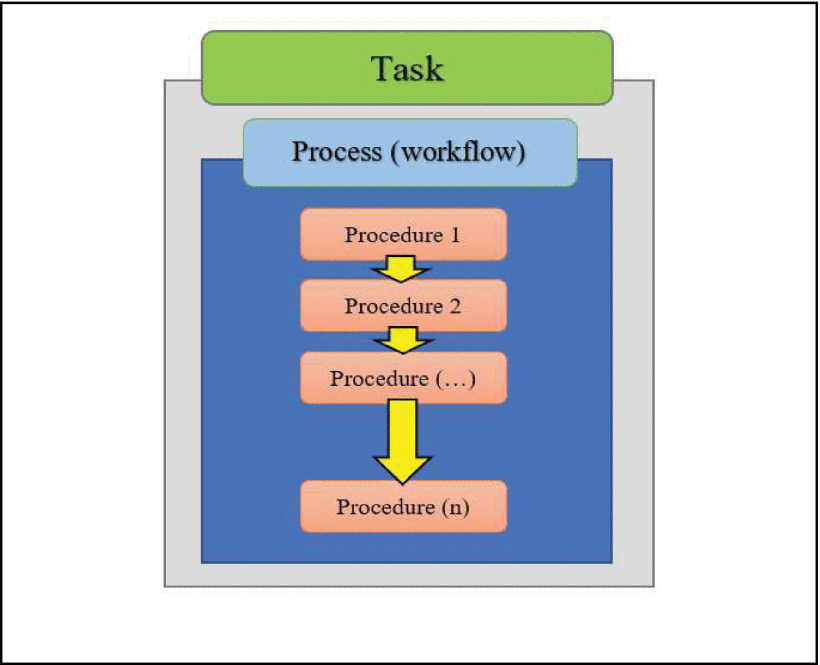 Task
Process (workflow)
Procedure 1
Procedure 2
Procedure (…)
Procedure (n)